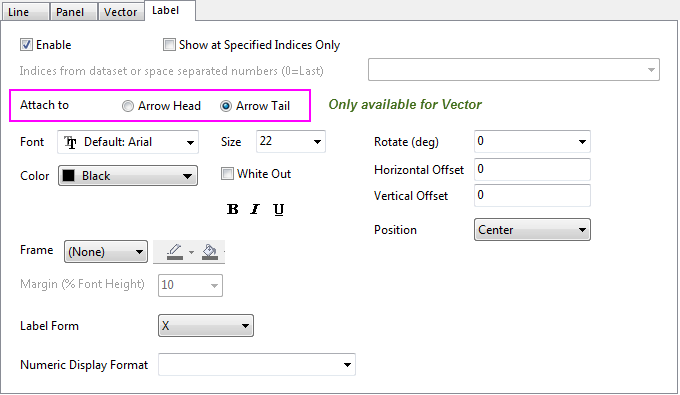 Line Panel Vector Label
Enable Show at Specified Indices Only
Indices from dataset or space separated numbers (0=Last)
Attach to Arrow Head Arrow Tail Only available for Vector
Font Default: Arial Size 22 Rotate (deg) 0
Horizontal Offset 0
Color Black White Out
Vertical Offset 0
B I U
Position Center
Frame (None)
Margin (% Font Height) 10
Label Form X
Numeric Display Format